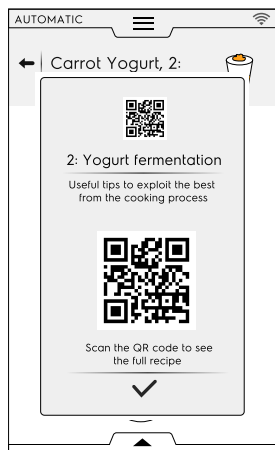 AUTOMATIC
Carrot Yogurt, 2:
2: Yogurt fermentation
Useful tips to exploit the best
from the cooking process
Scan the QR code to see
the full recipe